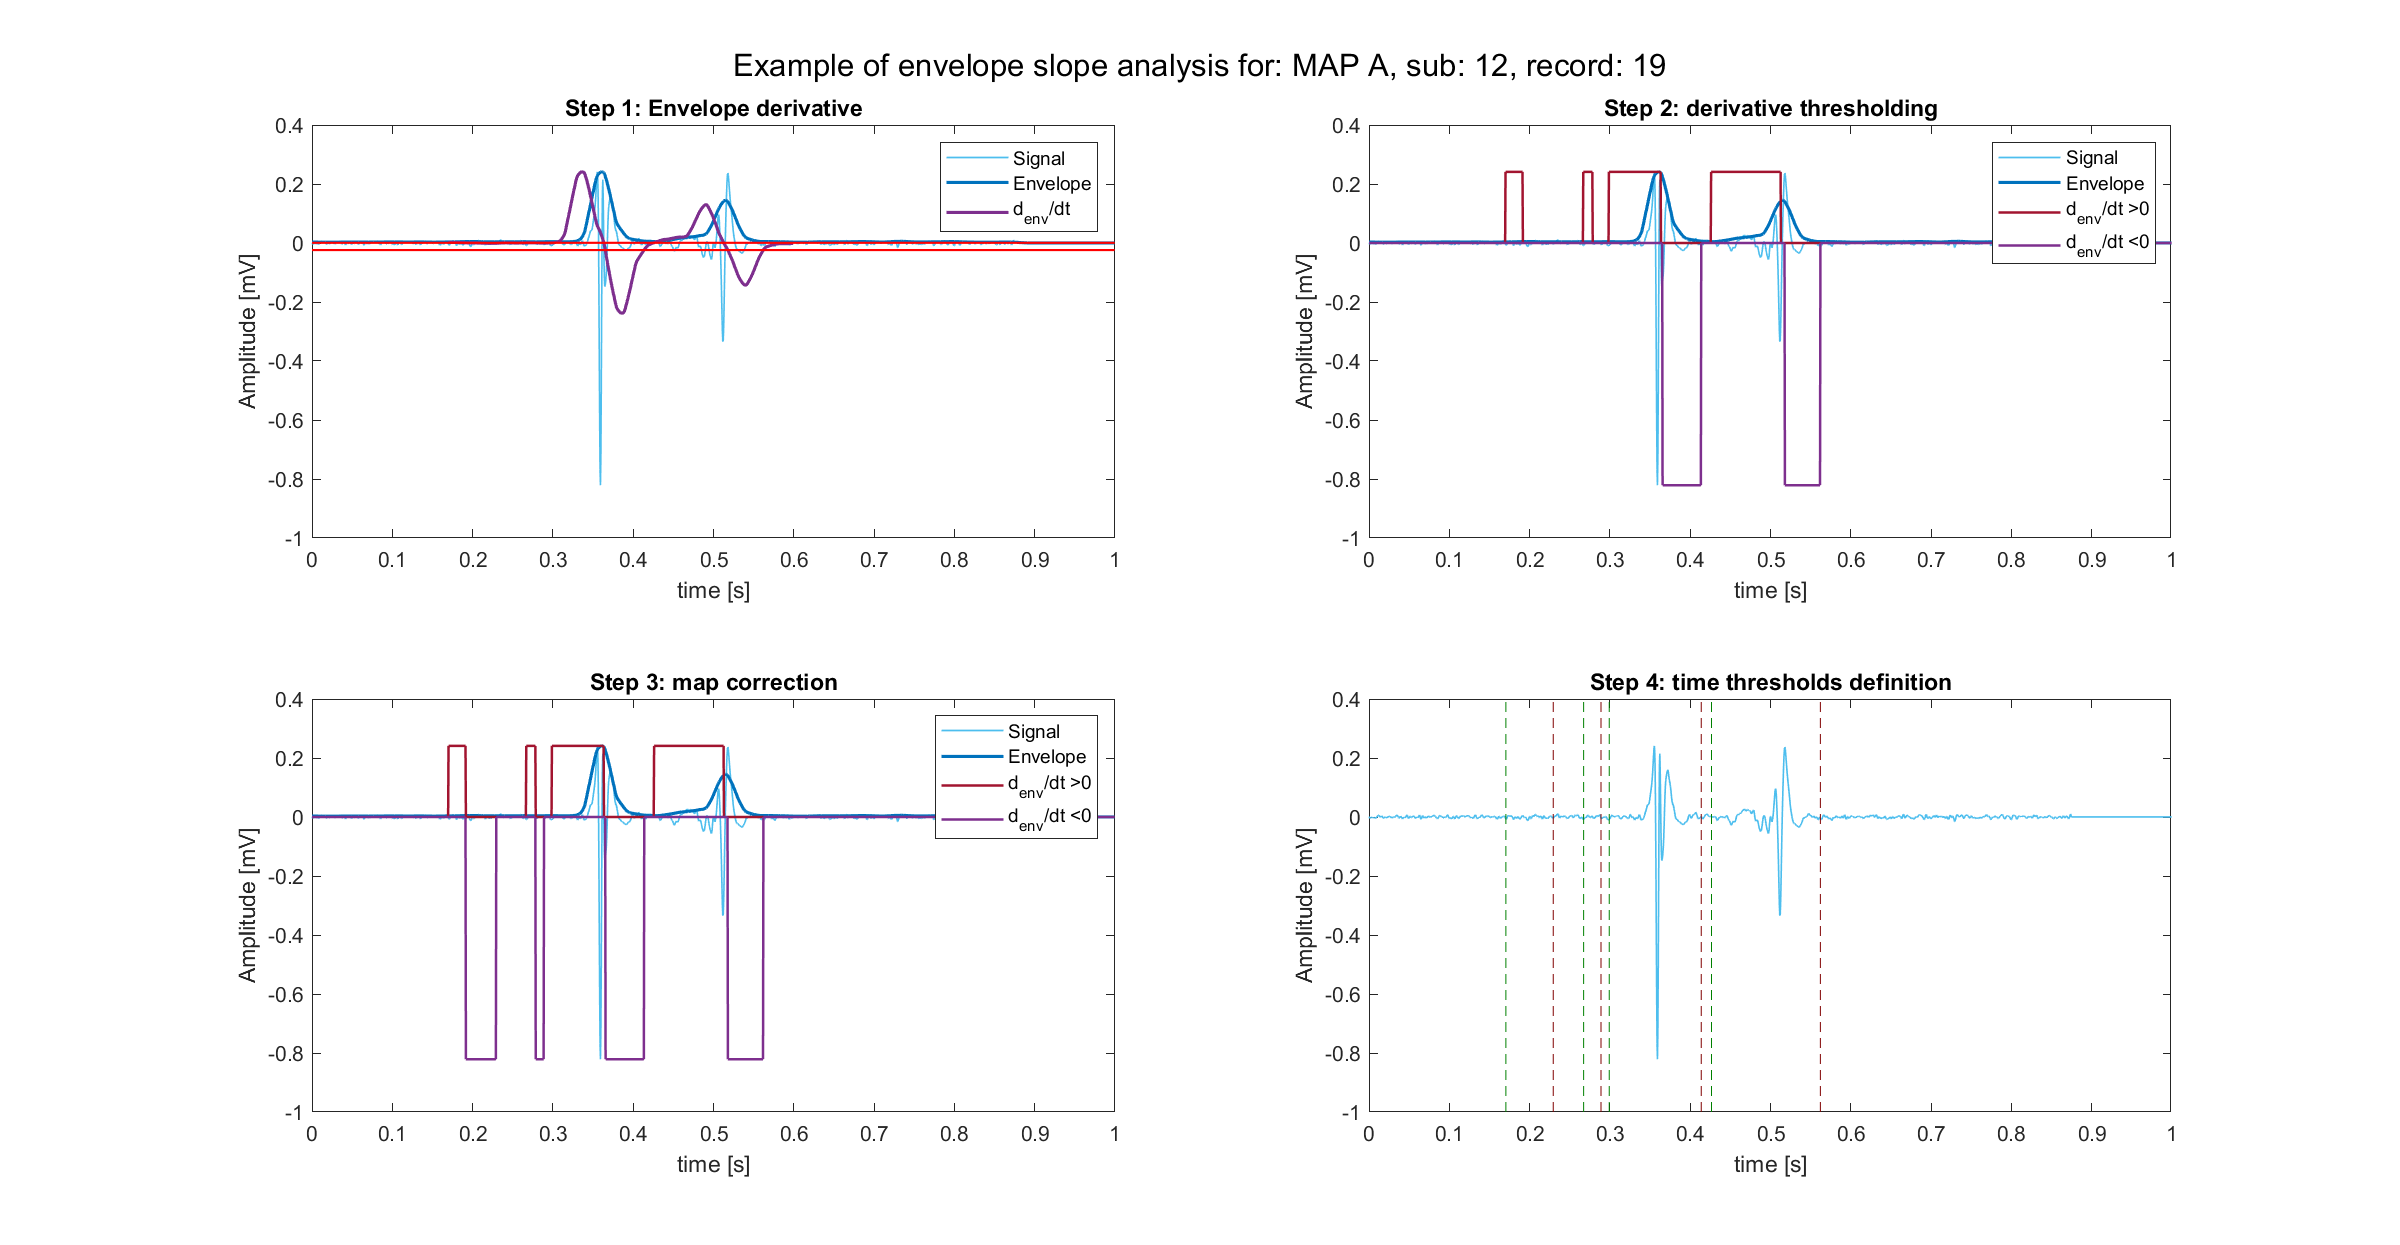 Example of envelope slope analysis for: MAP A, sub: 12, record: 19
Step 1: Envelope derivative
0.4
0.2
0
-0.2
-0.4
-0.6
-0.8
-1
Amplitude [mV]
0 0.1 0.2 0.3 0.4 0.5 0.6 0.7 0.8 0.9 1
time [s]
Signal
Envelope
d_env/dt
Step 2: derivative thresholding
0.4
0.2
0
-0.2
-0.4
-0.6
-0.8
-1
Amplitude [mV]
0 0.1 0.2 0.3 0.4 0.5 0.6 0.7 0.8 0.9 1
time [s]
Signal
Envelope
d_env/dt >0
d_env/dt <0
Step 3: map correction
0.4
0.2
0
-0.2
-0.4
-0.6
-0.8
-1
Amplitude [mV]
0 0.1 0.2 0.3 0.4 0.5 0.6 0.7 0.8 0.9 1
time [s]
Signal
Envelope
d_env/dt >0
d_env/dt <0
Step 4: time thresholds definition
0.4
0.2
0
-0.2
-0.4
-0.6
-0.8
-1
Amplitude [mV]
0 0.1 0.2 0.3 0.4 0.5 0.6 0.7 0.8 0.9 1
time [s]